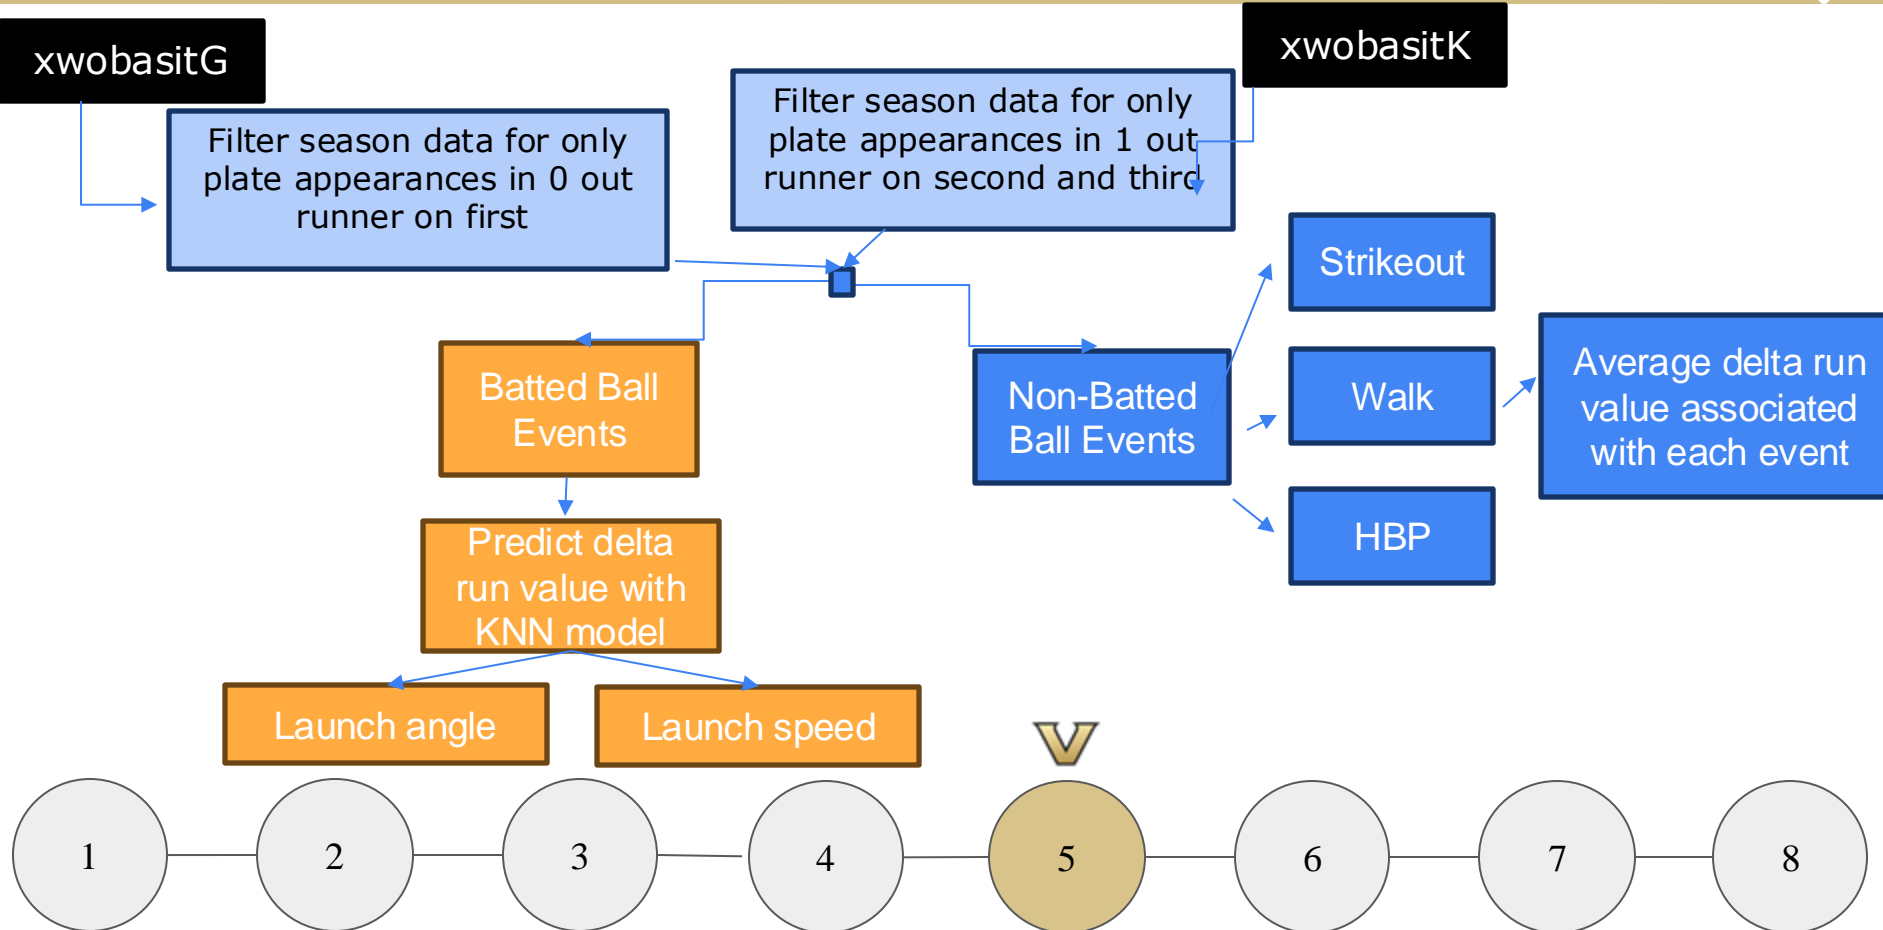 xwobasitG
xwobasitK
Filter season data for only
plate appearances in 0 out
runner on first
Filter season data for only
plate appearances in 1 out
runner on second and third
Batted Ball
Events
Predict delta
run value with
KNN model
Launch angle
Launch speed
Non-Batted
Ball Events
Strikeout
Walk
HBP
Average delta run
value associated
with each event
V
1
2
3
4
5
6
7
8